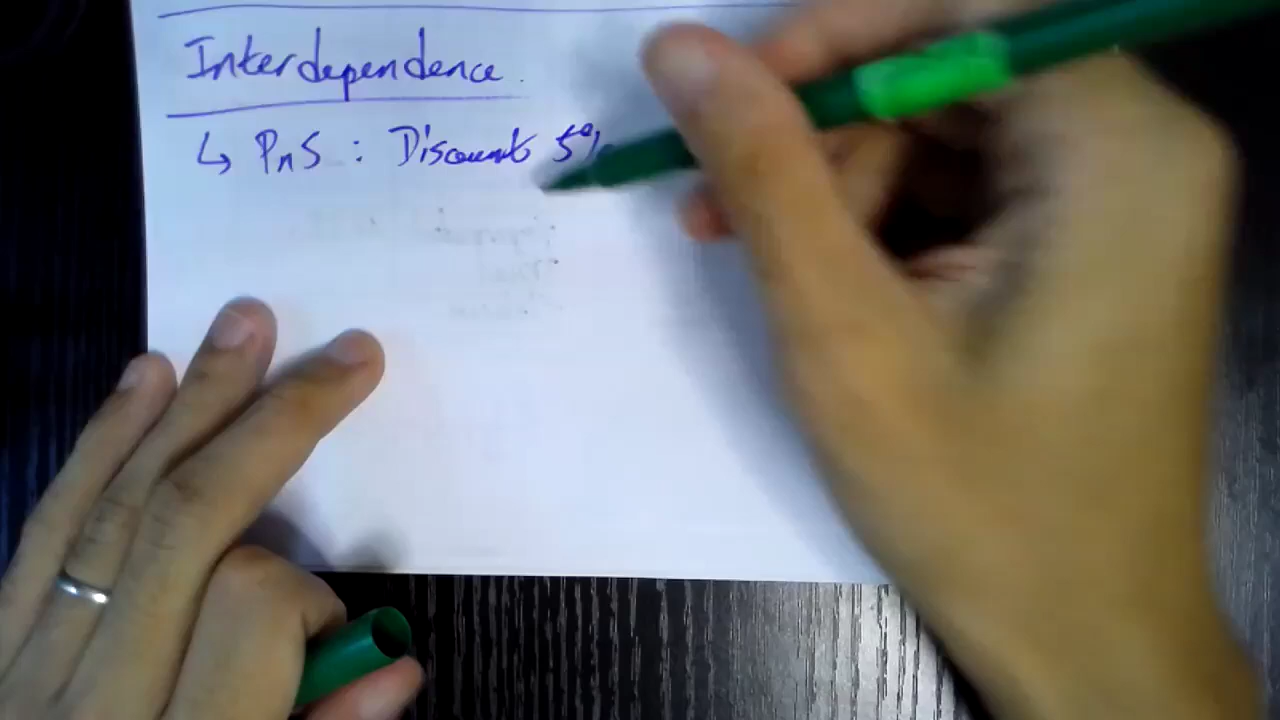 Interdependence.
↳ PnS : Discount 5%